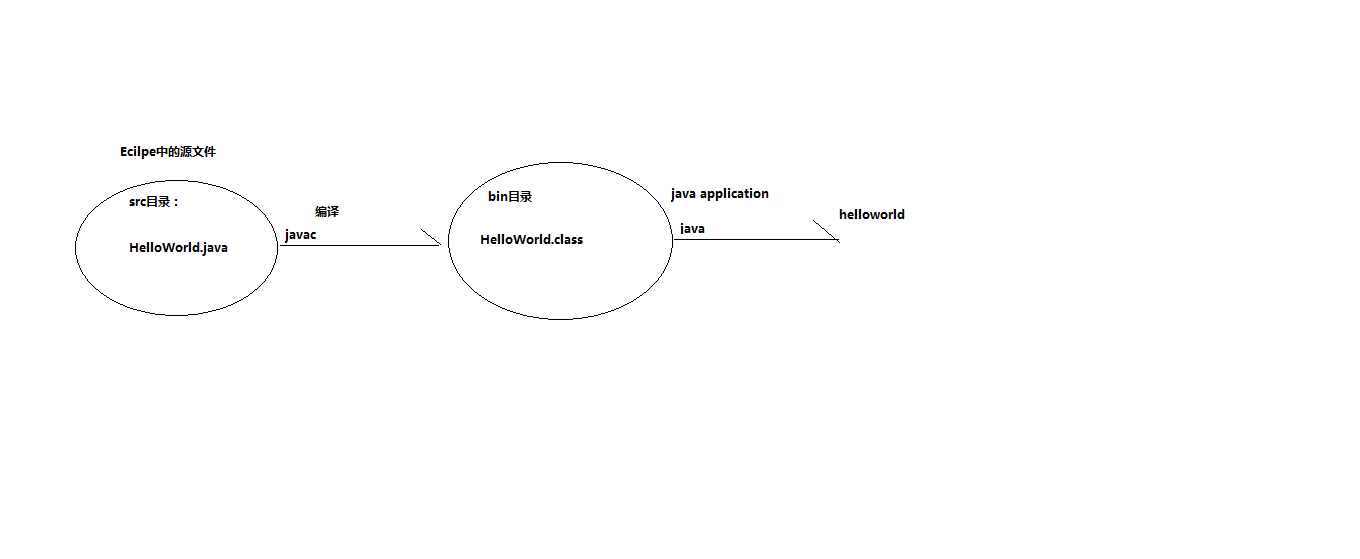 Ecilpe中的源文件
src目录：
HelloWorld.java
编译
javac
bin目录
HelloWorld.class
java application
java
helloworld